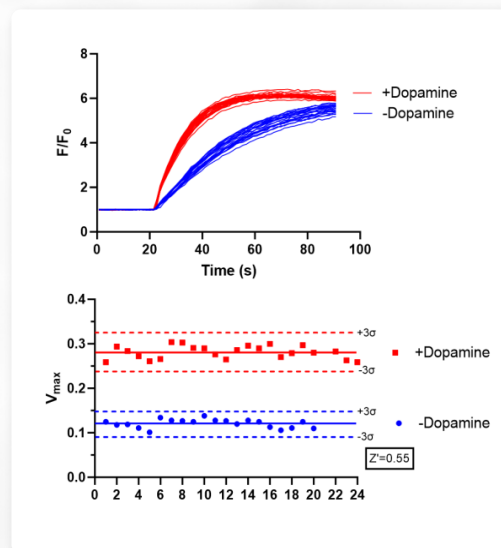 F/F0
8
6
4
2
0
+Dopamine
-Dopamine
0 20 40 60 80 100
Time (s)
Vmax
0.4
0.3
0.2
0.1
0.0
+3σ
-3σ
+Dopamine
+3σ
-3σ
-Dopamine
Z'=0.55
0 2 4 6 8 10 12 14 16 18 20 22 24